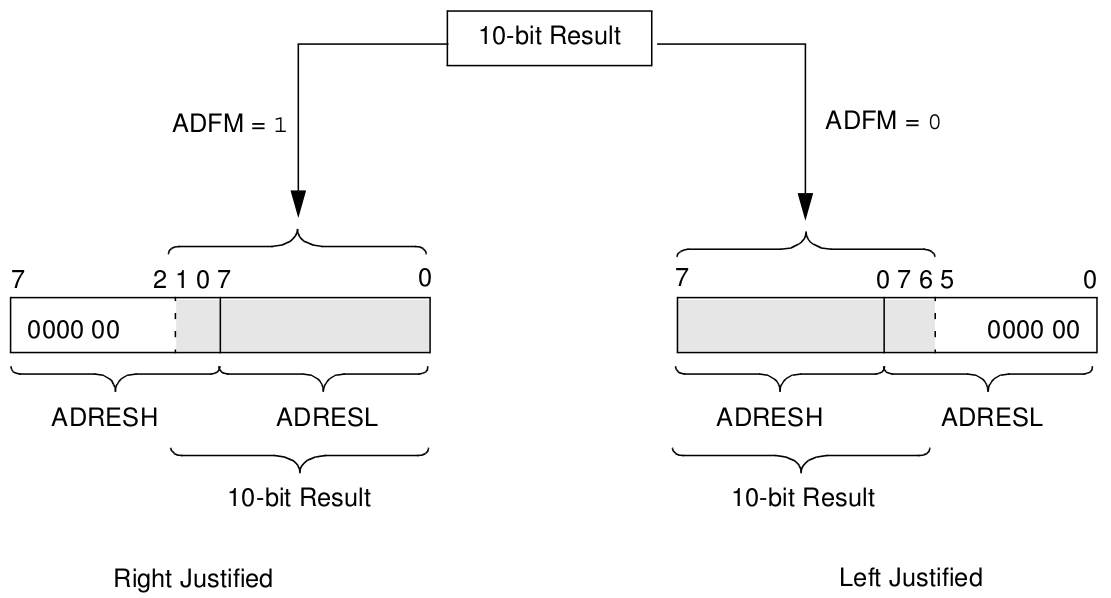 10-bit Result
ADFM = 1
ADFM = 0
7 2 1 0 7 0
7 0 7 6 5 0
0000 00
0000 00
ADRESH ADRESL
ADRESH ADRESL
10-bit Result
10-bit Result
Right Justified
Left Justified